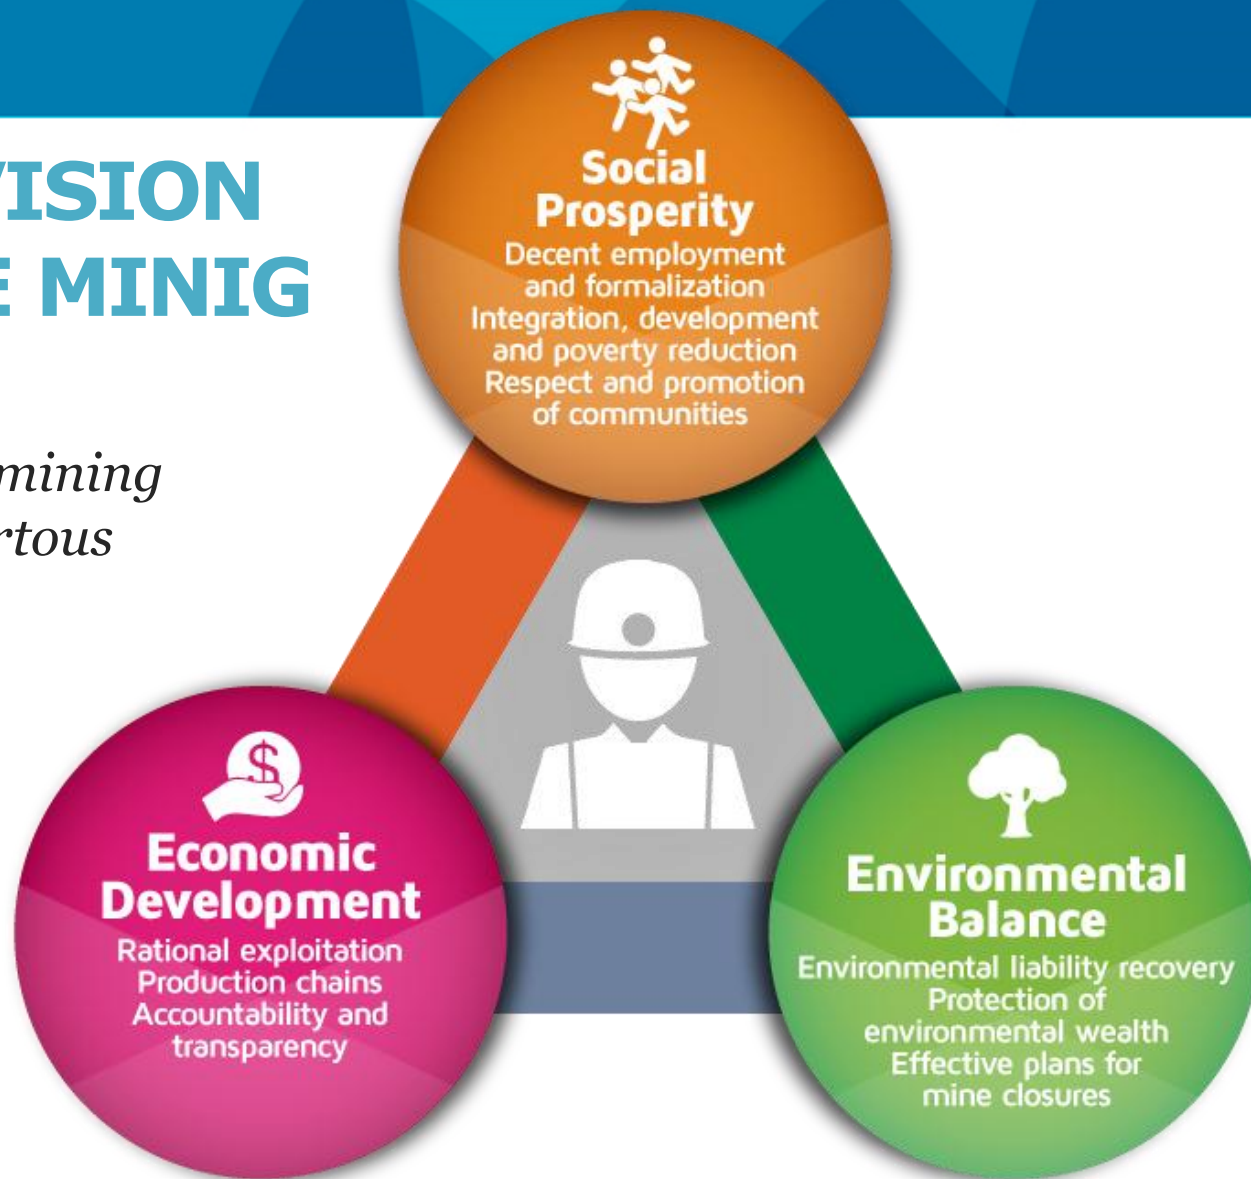 VISION
E MINIG
mining
rtous
Social
Prosperity
Decent employment
and formalization
Integration, development
and poverty reduction
Respect and promotion
of communities
$
Economic
Development
Rational exploitation
Production chains
Accountability and
transparency
Environmental
Balance
Environmental liability recovery
Protection of
environmental wealth
Effective plans for
mine closures